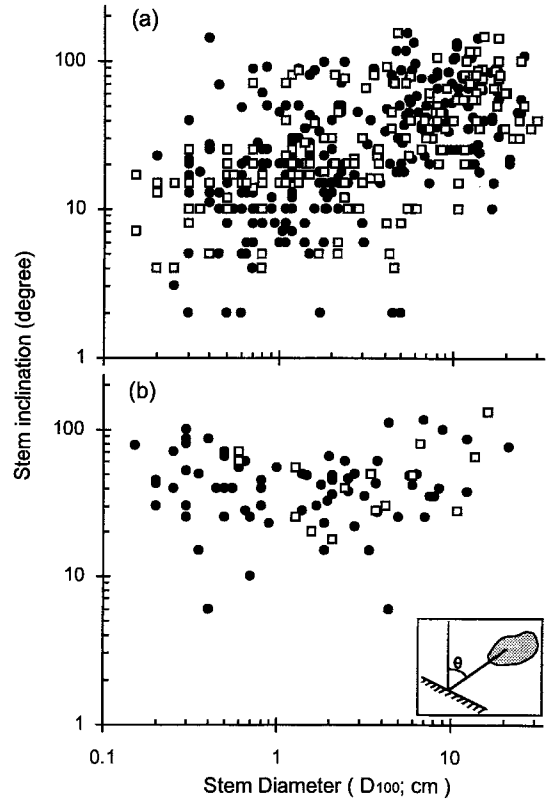 (a)
100
10
1
Stem inclination (degree)
(b)
100
10
1
θ
0.1 1 10
Stem Diameter ( D100; cm )